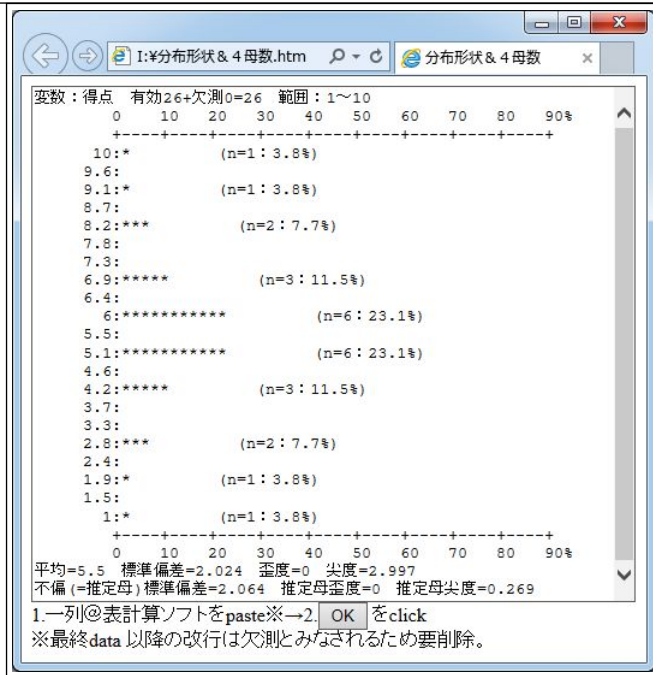 I:¥分布形状&4母数.htm
分布形状&4母数
変数：得点 有効26+欠測0=26 範囲：1～10
0 10 20 30 40 50 60 70 80 90%
+----+----+----+----+----+----+----+----+----+
10:* (n=1：3.8%)
9.6:
9.1:* (n=1：3.8%)
8.7:
8.2:*** (n=2：7.7%)
7.8:
7.3:
6.9:***** (n=3：11.5%)
6.4:
6:*********** (n=6：23.1%)
5.5:
5.1:*********** (n=6：23.1%)
4.6:
4.2:***** (n=3：11.5%)
3.7:
3.3:
2.8:*** (n=2：7.7%)
2.4:
1.9:* (n=1：3.8%)
1.5:
1:* (n=1：3.8%)
+----+----+----+----+----+----+----+----+----+
0 10 20 30 40 50 60 70 80 90%
平均=5.5 標準偏差=2.024 歪度=0 尖度=2.997
不偏(=推定母)標準偏差=2.064 推定母歪度=0 推定母尖度=0.269
1.一列@表計算ソフトをpaste※→2. OK をclick
※最終data 以降の改行は欠測とみなされるため要削除。